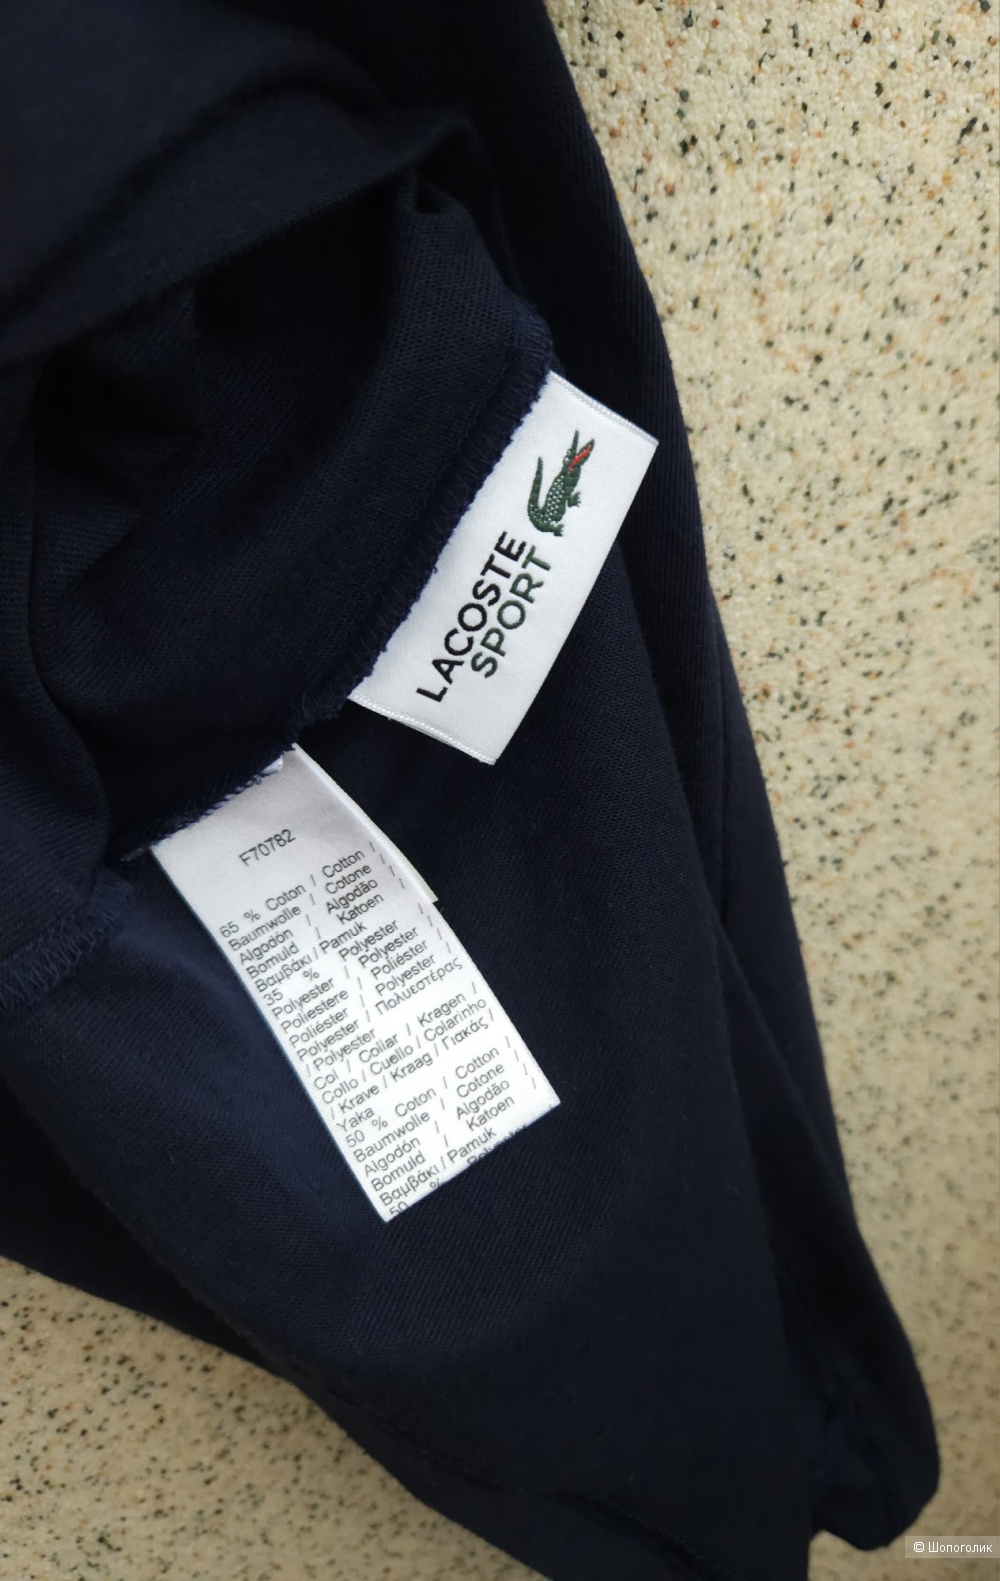 LACOSTE
SPORT
F70782
65 % Coton / Cotton /
Baumwolle / Cotone /
Algodón / Algodão /
Bomuld / Katoen /
Βαμβάκι / Pamuk
35 % Polyester /
Polyester / Polyester /
Poliestere / Poliéster /
Poliéster / Polyester /
Polyester / Πολυεστέρας
/ Polyester
Col / Collar / Kragen /
Collo / Cuello / Colarinho
/ Krave / Kraag / Γιακάς /
Yaka
50 % Coton / Cotton /
Baumwolle / Cotone /
Algodón / Algodão /
Bomuld / Katoen /
Βαμβάκι / Pamuk
50 % Polyester
© Шопоголик